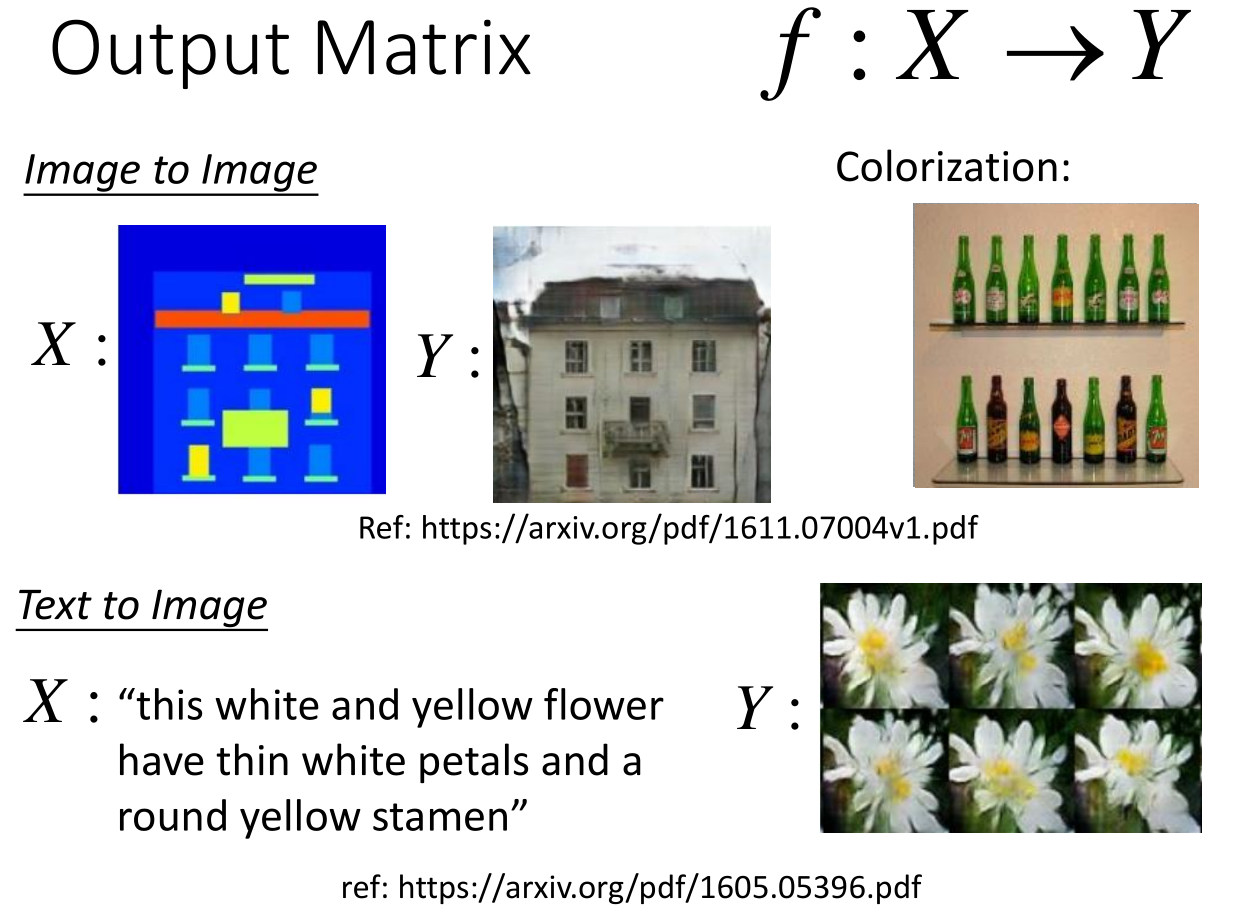 Output Matrix
f : X → Y
Image to Image
Colorization:
X :
Y :
Ref: https://arxiv.org/pdf/1611.07004v1.pdf
Text to Image
X : “this white and yellow flower
have thin white petals and a
round yellow stamen”
Y :
ref: https://arxiv.org/pdf/1605.05396.pdf